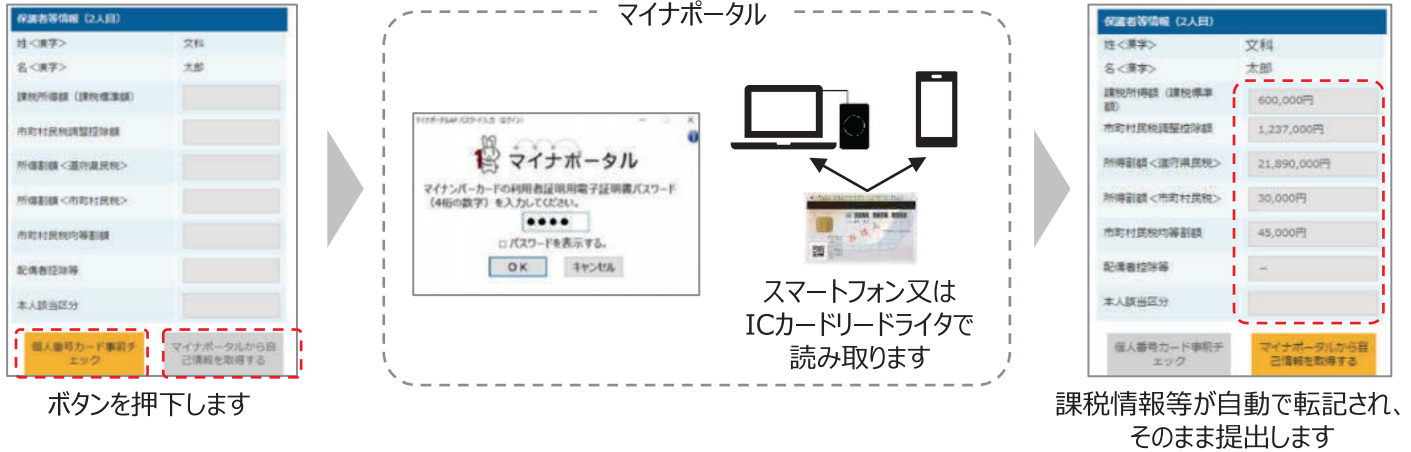 保護者等情報（2人目）
姓＜漢字＞ 文科
名＜漢字＞ 太郎
課税所得額（課税標準額）
市町村民税調整控除額
所得割額＜道府県民税＞
所得割額＜市町村民税＞
市町村民税均等割額
配偶者控除等
本人該当区分
個人番号カード事前チ
ェック
マイナポータルから自
己情報を取得する
ボタンを押下します
マイナポータル
マイナポータル
マイナンバーカードの利用者証明用電子証明書パスワード
（4桁の数字）を入力してください。
●●●●
□ パスワードを表示する。
OK キャンセル
スマートフォン又は
ICカードリードライタで
読み取ります
保護者等情報（2人目）
姓＜漢字＞ 文科
名＜漢字＞ 太郎
課税所得額（課税標準
額） 600,000円
市町村民税調整控除額 1,237,000円
所得割額＜道府県民税＞ 21,890,000円
所得割額＜市町村民税＞ 30,000円
市町村民税均等割額 45,000円
配偶者控除等 －
本人該当区分
個人番号カード事前チ
ェック
マイナポータルから自
己情報を取得する
課税情報等が自動で転記され、
そのまま提出します